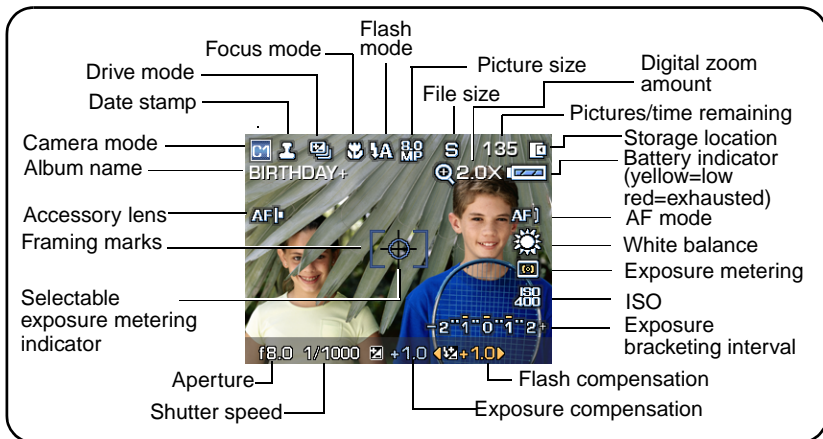 Flash
mode
Focus mode
Picture size
Digital zoom
amount
Drive mode
File size
Date stamp
Pictures/time remaining
Camera mode
C1
A
8.0
MP
S
135
Storage location
Album name
BIRTHDAY+
2.0X
Battery indicator
(yellow=low
red=exhausted)
Accessory lens
AF
AF]
AF mode
Framing marks
White balance
Exposure metering
Selectable
exposure metering
indicator
ISO
400
ISO
-2 1 0 1 2+
Exposure
bracketing interval
f8.0 1/1000 +1.0 +1.0
Aperture
Flash compensation
Shutter speed
Exposure compensation